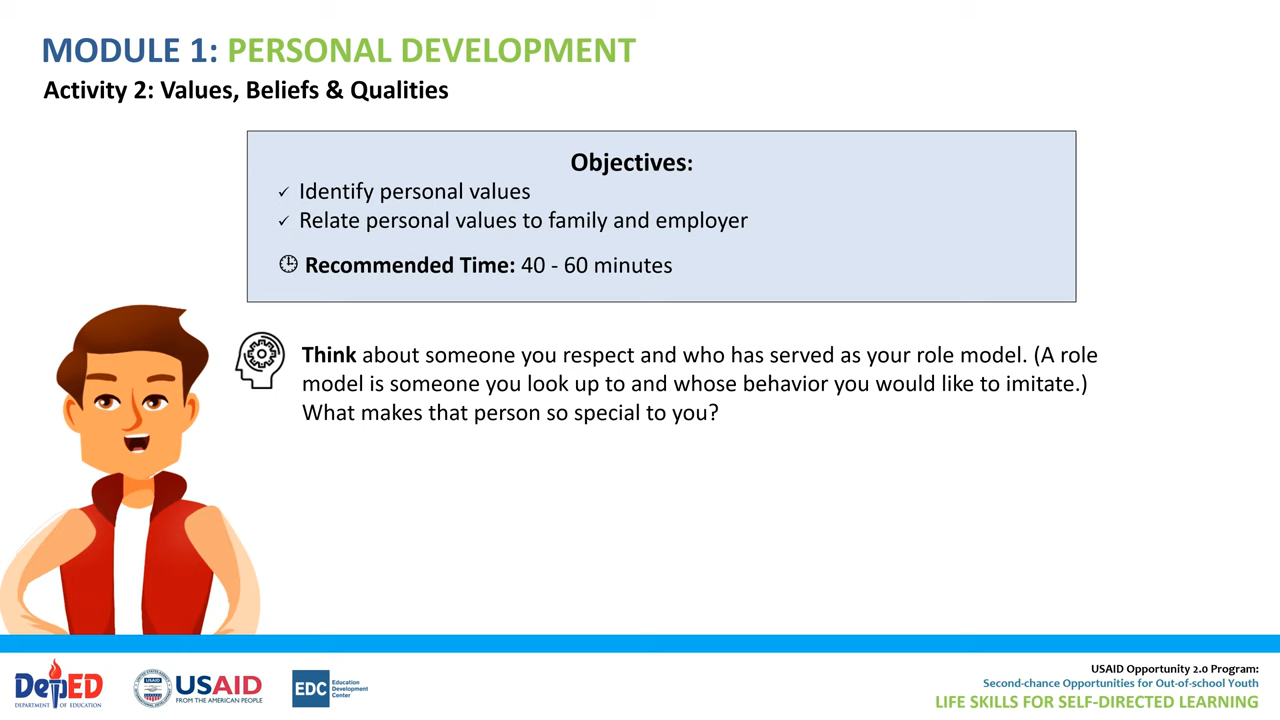 MODULE 1: PERSONAL DEVELOPMENT
Activity 2: Values, Beliefs & Qualities
Objectives:
✓ Identify personal values
✓ Relate personal values to family and employer
Recommended Time: 40 - 60 minutes
Think about someone you respect and who has served as your role model. (A role
model is someone you look up to and whose behavior you would like to imitate.)
What makes that person so special to you?
DepED
DEPARTMENT OF EDUCATION
USAID
FROM THE AMERICAN PEOPLE
EDC
Education
Development
Center
USAID Opportunity 2.0 Program:
Second-chance Opportunities for Out-of-school Youth
LIFE SKILLS FOR SELF-DIRECTED LEARNING